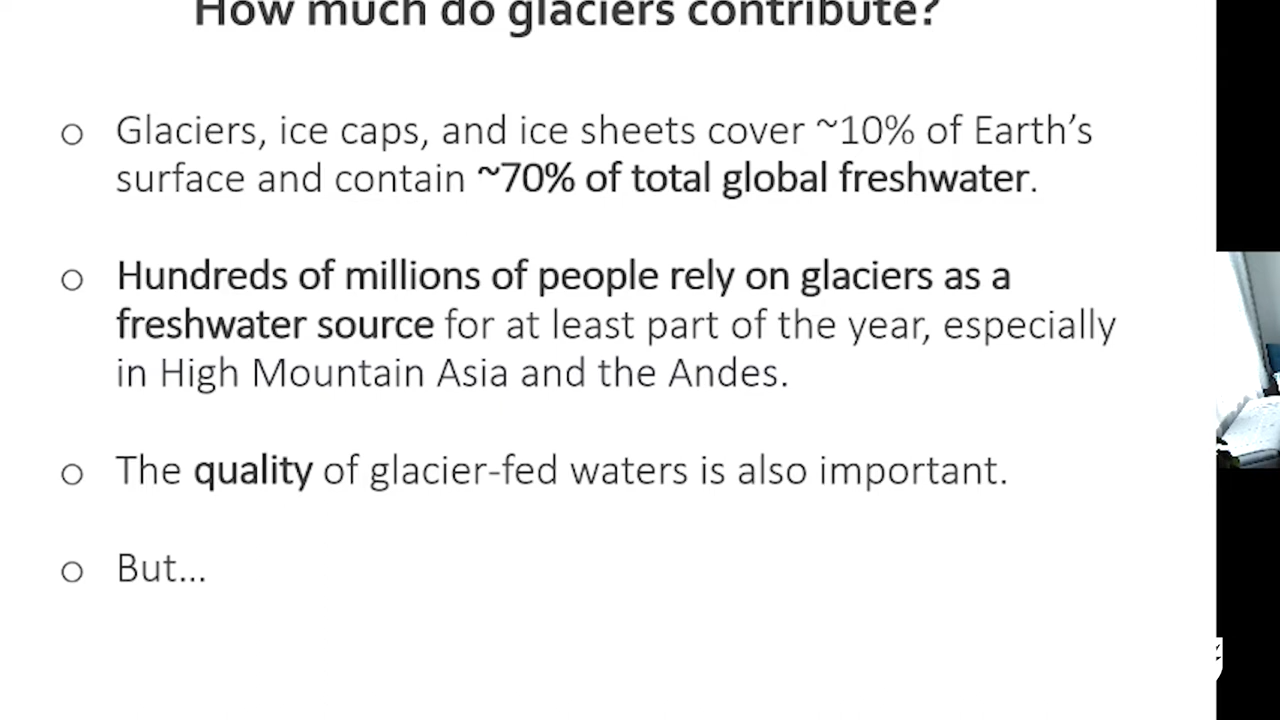 How much do glaciers contribute?
o Glaciers, ice caps, and ice sheets cover ~10% of Earth’s
surface and contain ~70% of total global freshwater.
o Hundreds of millions of people rely on glaciers as a
freshwater source for at least part of the year, especially
in High Mountain Asia and the Andes.
o The quality of glacier-fed waters is also important.
o But...